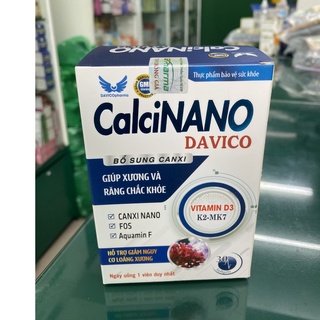 DAVICOpharma
GMP
Thực phẩm bảo vệ sức khỏe
CalciNANO
DAVICO
BỔ SUNG CANXI
GIÚP XƯƠNG VÀ
RĂNG CHẮC KHỎE
CANXI NANO
FOS
Aquamin F
VITAMIN D3
K2-MK7
HỖ TRỢ GIẢM NGUY
CƠ LOÃNG XƯƠNG
Ngày uống 1 viên duy nhất